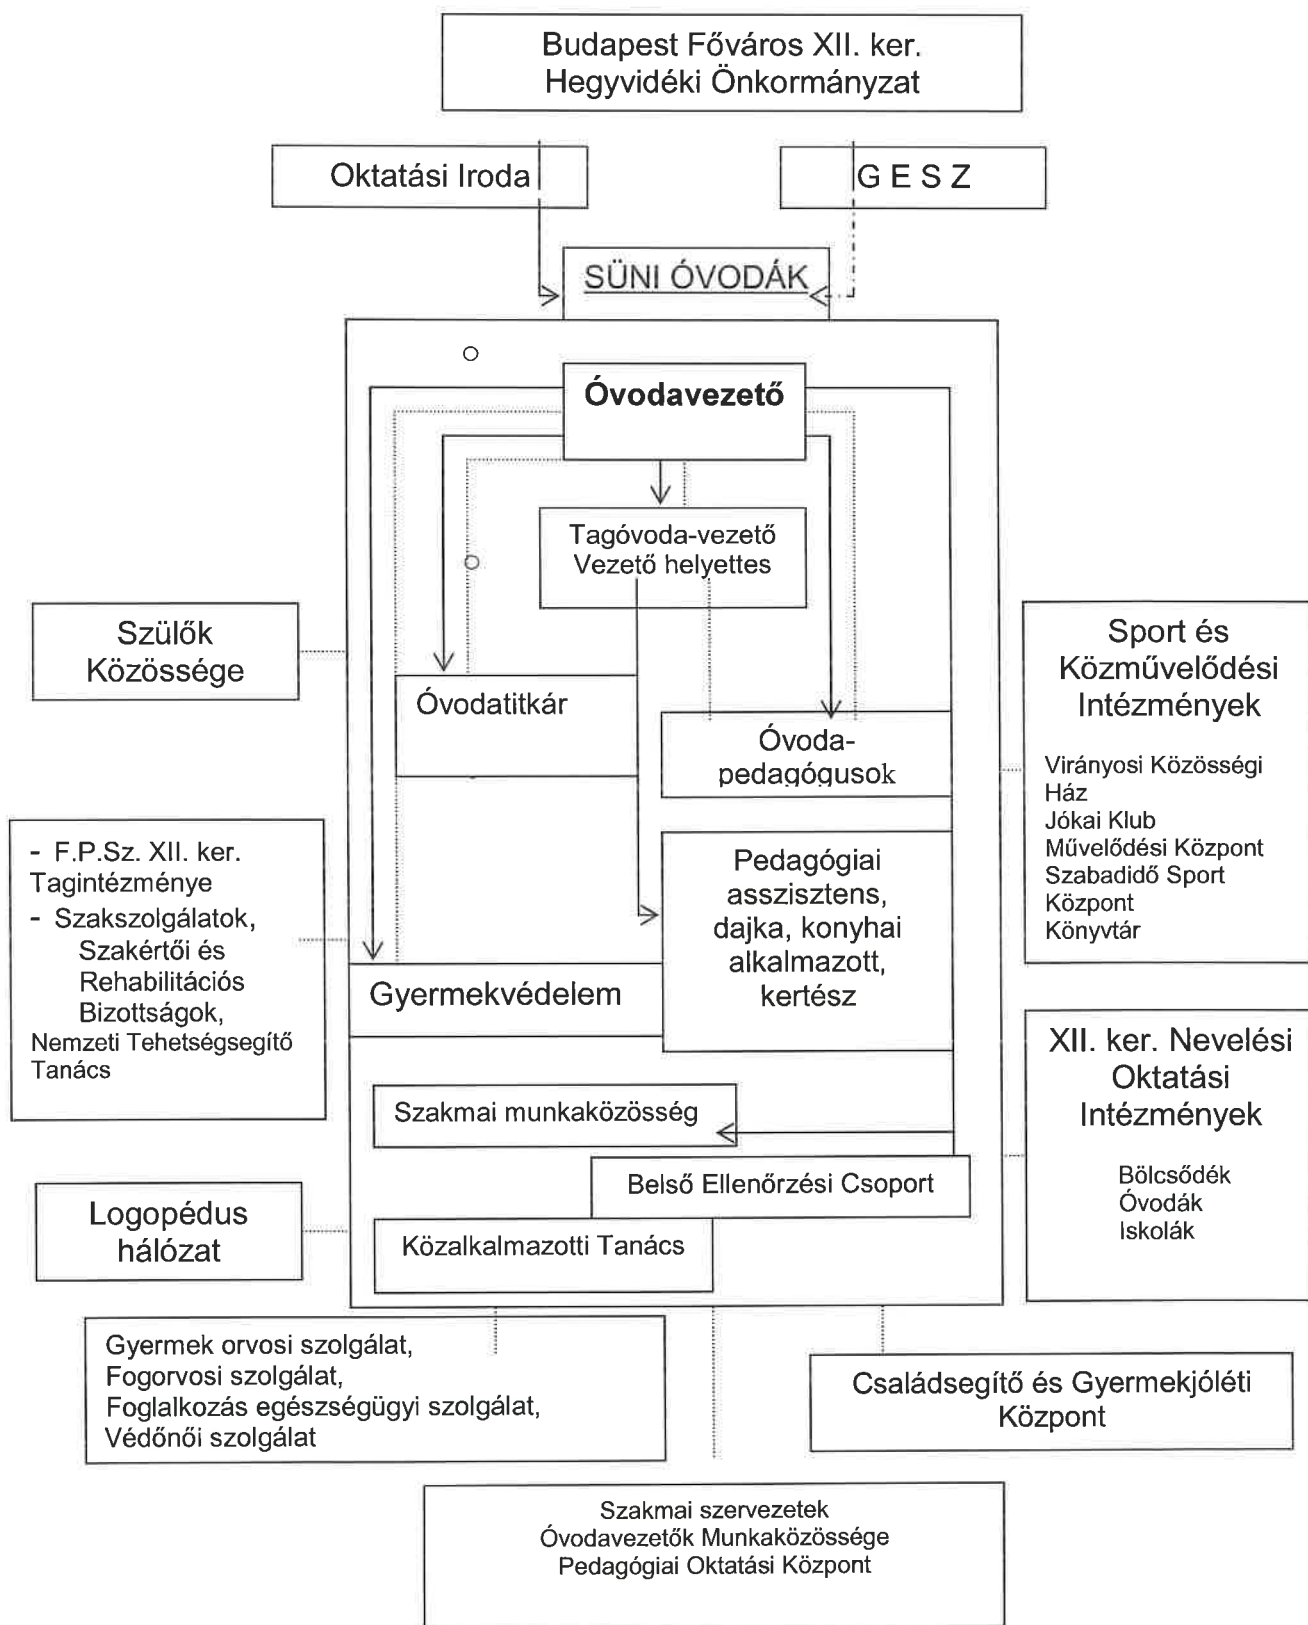 Budapest Főváros XII. ker.
Hegyvidéki Önkormányzat
Oktatási Iroda
G E S Z
SÜNI ÓVODÁK
Óvodavezető
Tagóvoda-vezető
Vezető helyettes
Szülők
Közössége
Sport és
Közművelődési
Intézmények
Virányosi Közösségi
Ház
Jókai Klub
Művelődési Központ
Szabadidő Sport
Központ
Könyvtár
Óvodatitkár
Óvoda-
pedagógusok
- F.P.Sz. XII. ker.
Tagintézménye
- Szakszolgálatok,
Szakértői és
Rehabilitációs
Bizottságok,
Nemzeti Tehetségsegítő
Tanács
Pedagógiai
asszisztens,
dajka, konyhai
alkalmazott,
kertész
Gyermekvédelem
XII. ker. Nevelési
Oktatási
Intézmények
Bölcsődék
Óvodák
Iskolák
Szakmai munkaközösség
Belső Ellenőrzési Csoport
Logopédus
hálózat
Közalkalmazotti Tanács
Gyermek orvosi szolgálat,
Fogorvosi szolgálat,
Foglalkozás egészségügyi szolgálat,
Védőnői szolgálat
Családsegítő és Gyermekjóléti
Központ
Szakmai szervezetek
Óvodavezetők Munkaközössége
Pedagógiai Oktatási Központ